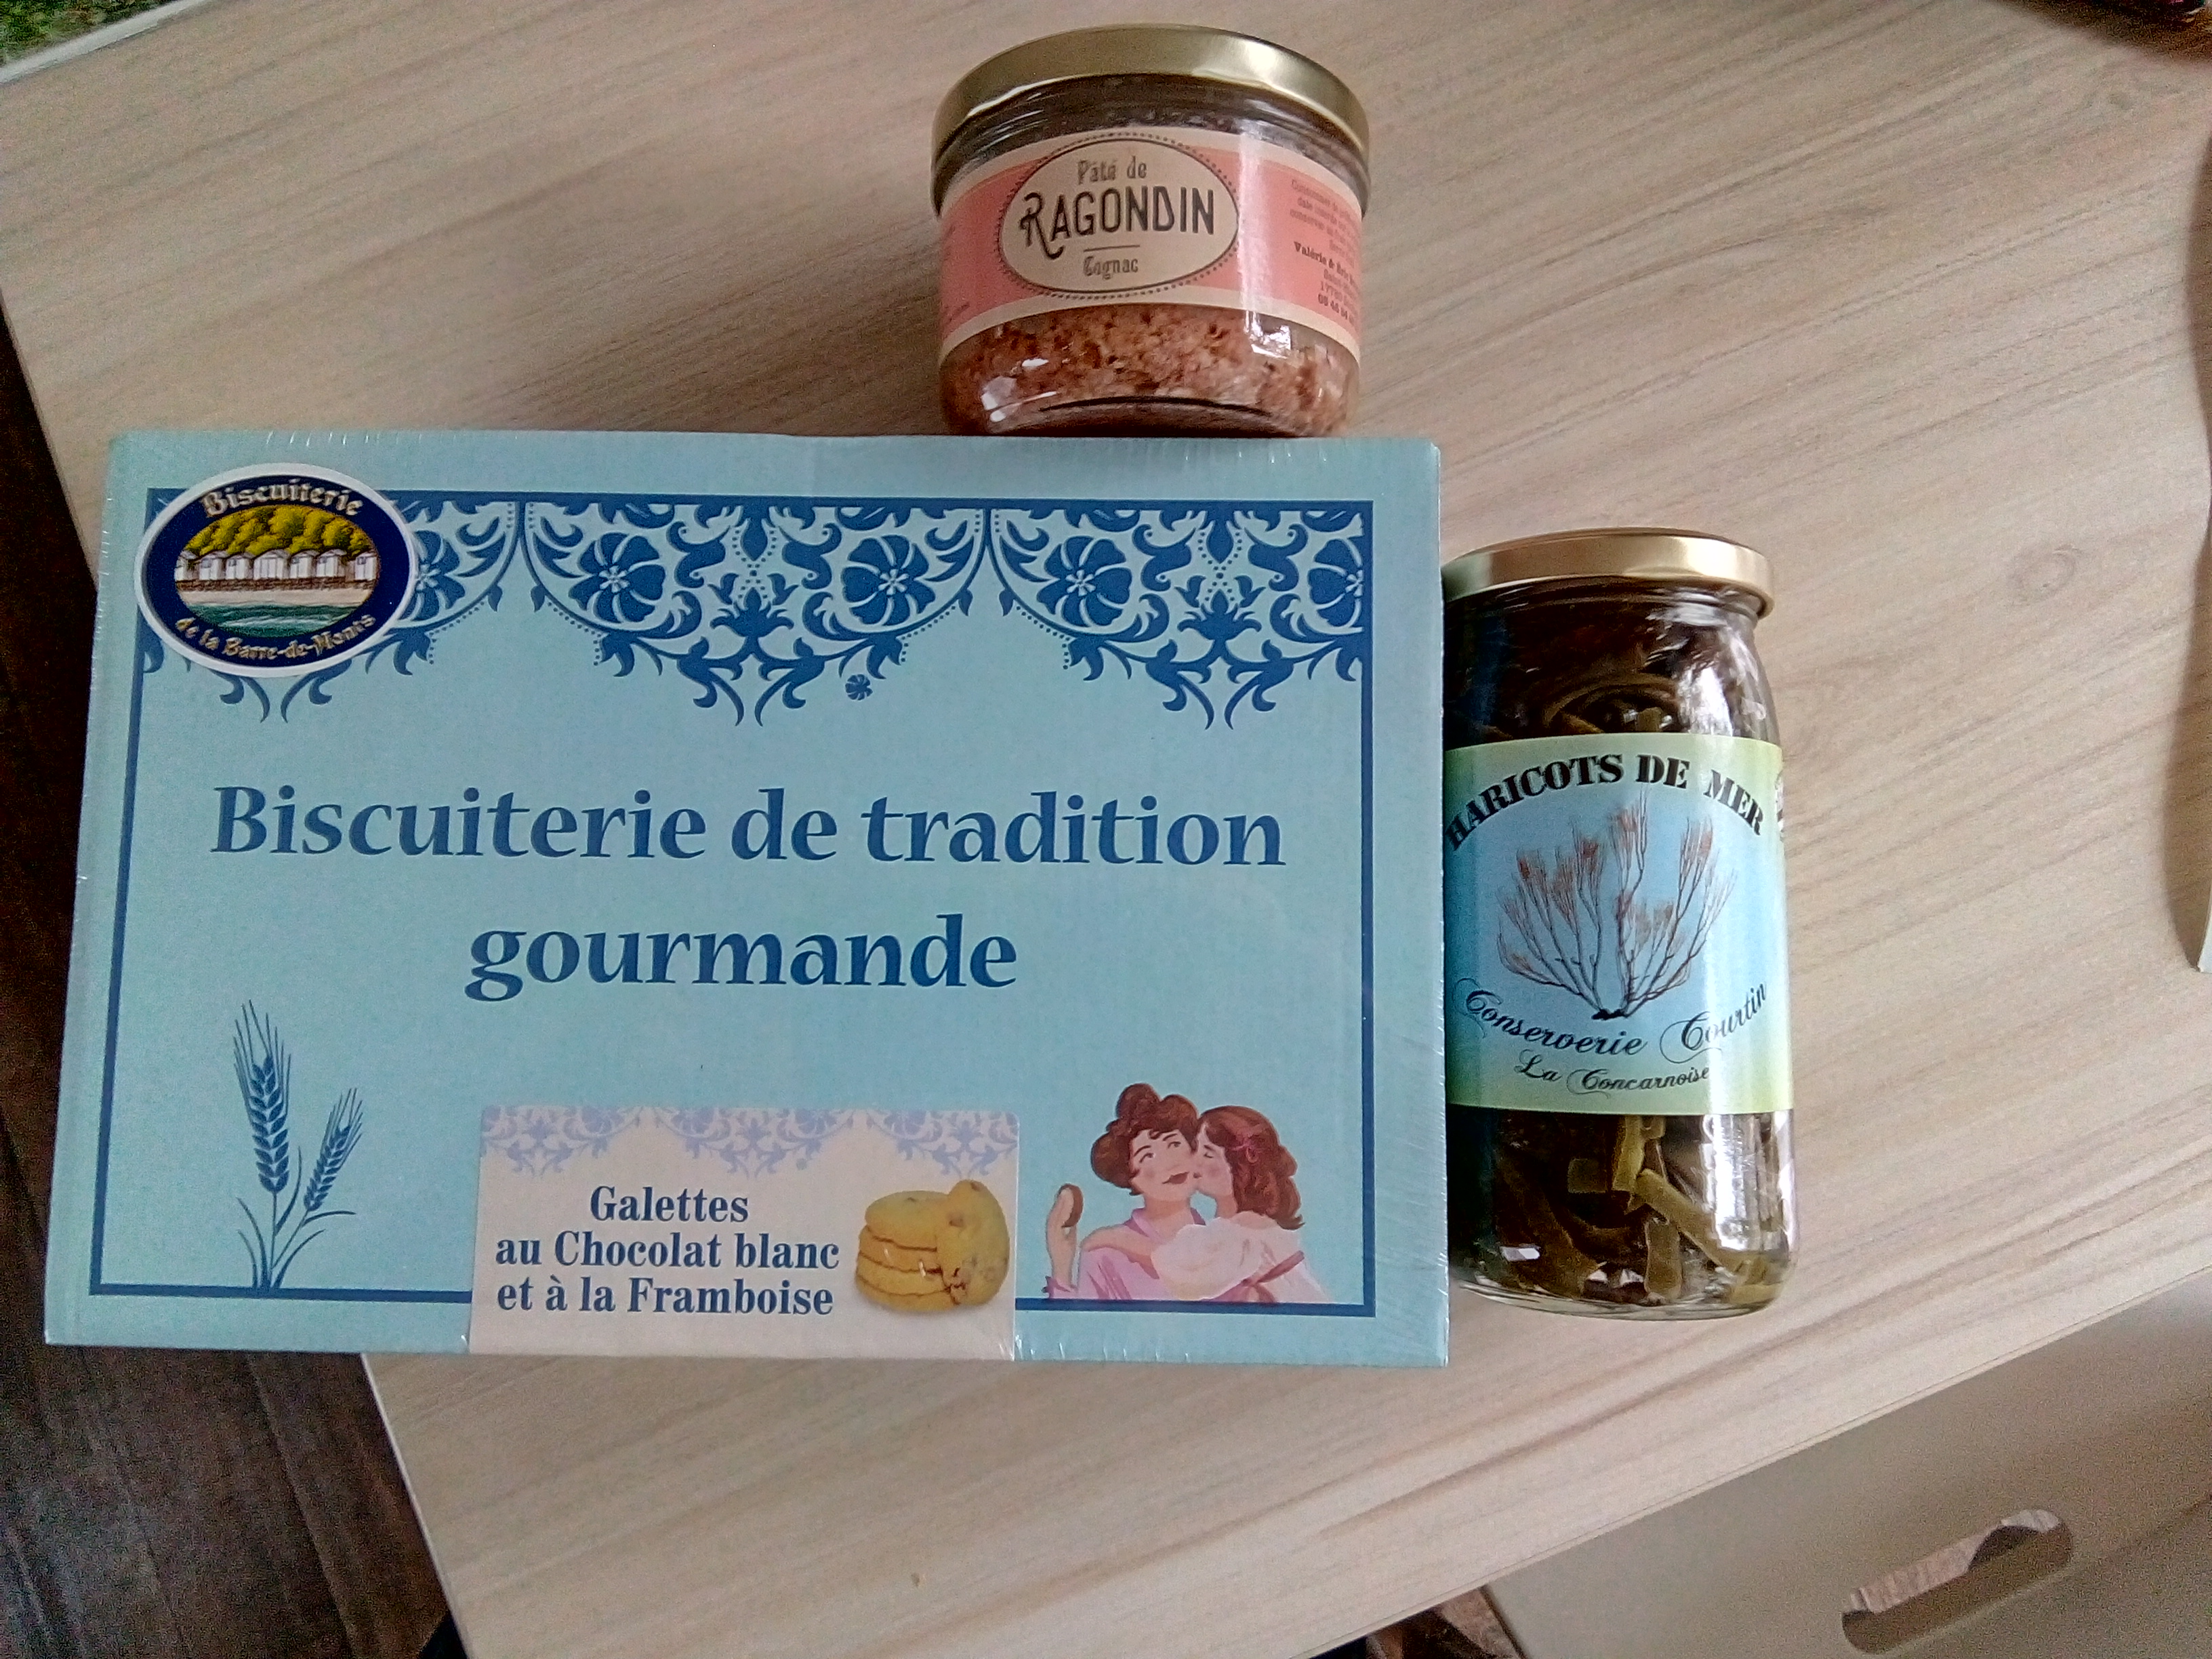 Pâté de
RAGONDIN
Cognac
Valérie &
Biscuiterie
de la Barre-de-Monts
Biscuiterie de tradition
gourmande
Galettes
au Chocolat blanc
et à la Framboise
HARICOTS DE MER
Conserverie Courtin
La Concarnoise